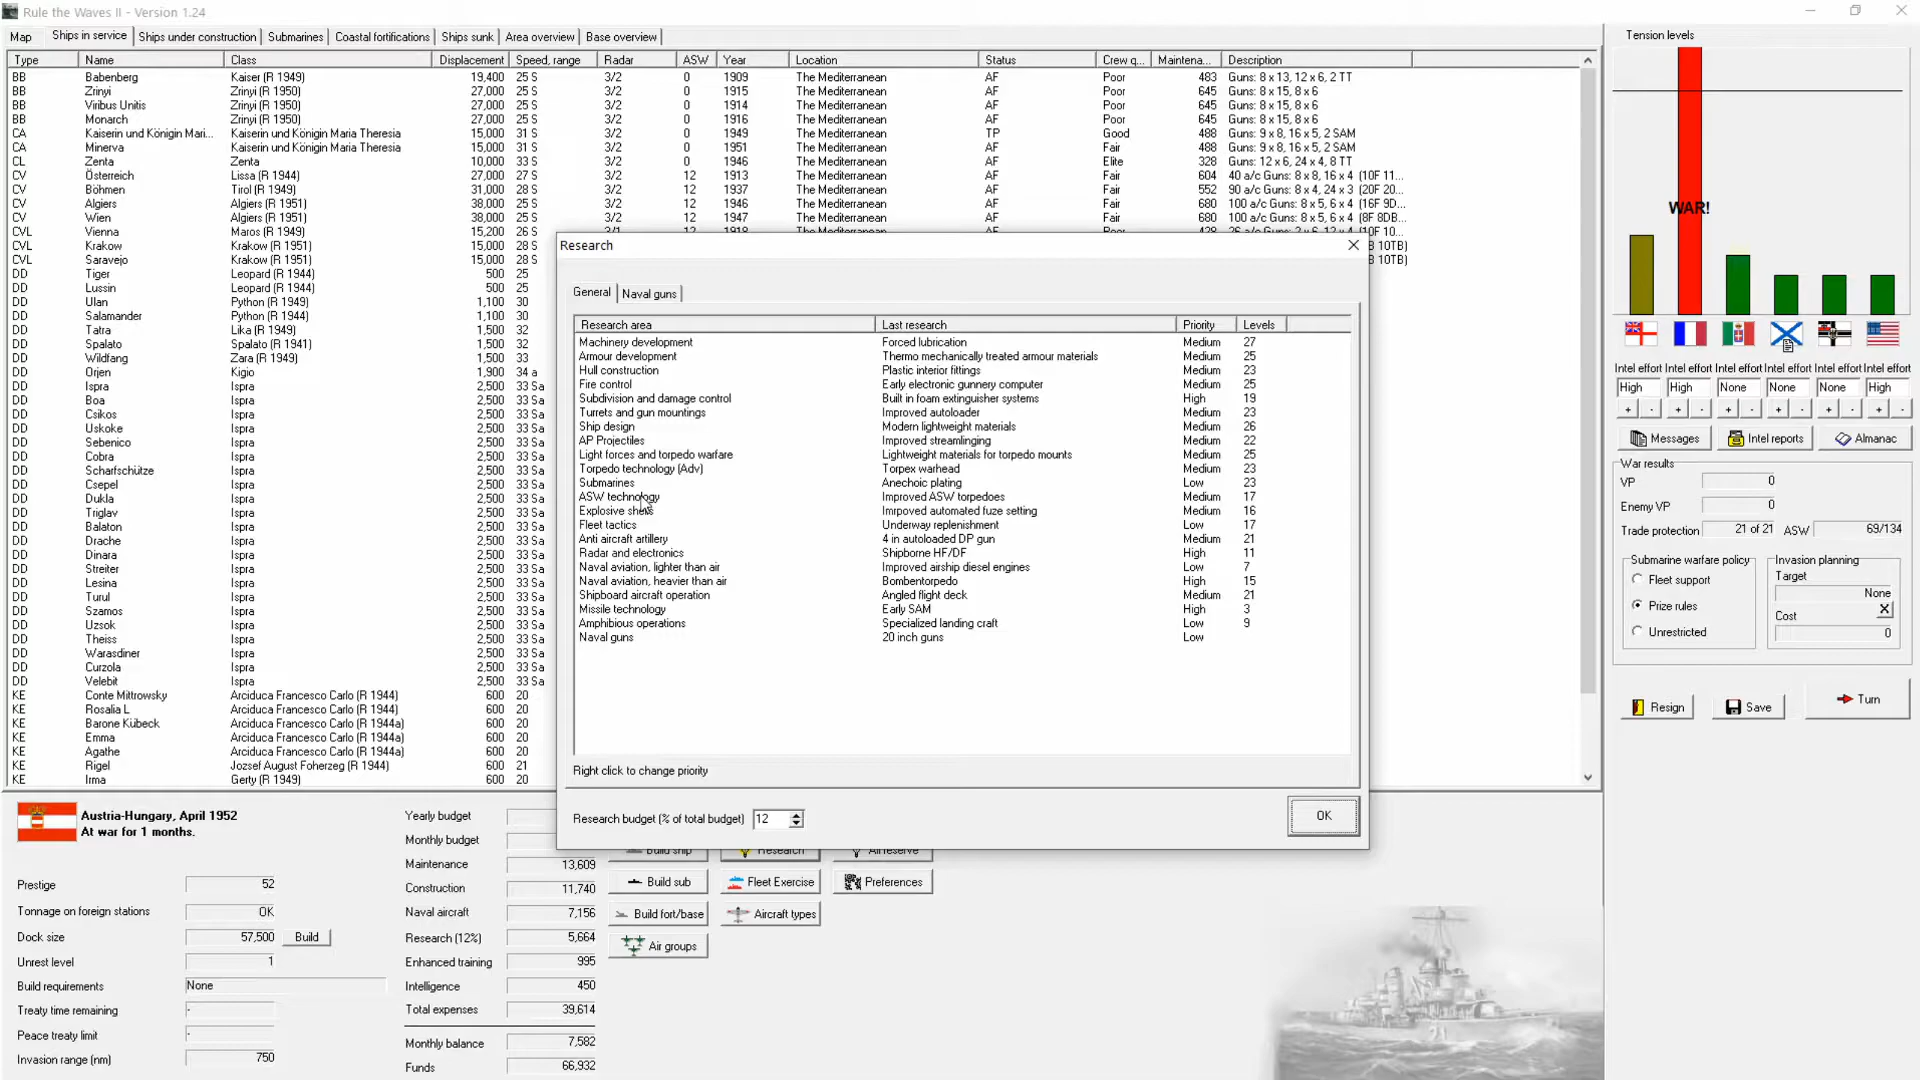 Rule the Waves II - Version 1.24
Map Ships in service Ships under construction Submarines Coastal fortifications Ships sunk Area overview Base overview
Type Name Class Displacement Speed, range Radar ASW Year Location Status Crew q... Maintena... Description
BB Babenberg Kaiser (R 1949) 19,400 25 S 3/2 0 1909 The Mediterranean AF Poor 483 Guns: 8 x 13, 12 x 6, 2 TT
BB Zrinyi Zrinyi (R 1950) 27,000 25 S 3/2 0 1915 The Mediterranean AF Poor 645 Guns: 8 x 15, 8 x 6
BB Viribus Unitis Zrinyi (R 1950) 27,000 25 S 3/2 0 1914 The Mediterranean AF Poor 645 Guns: 8 x 15, 8 x 6
BB Monarch Zrinyi (R 1950) 27,000 25 S 3/2 0 1916 The Mediterranean AF Poor 645 Guns: 8 x 15, 8 x 6
CA Kaiserin und Königin Mari... Kaiserin und Königin Maria Theresia 15,000 31 S 3/2 0 1949 The Mediterranean TP Good 488 Guns: 9 x 8, 16 x 5, 2 SAM
CA Minerva Kaiserin und Königin Maria Theresia 15,000 31 S 3/2 0 1951 The Mediterranean AF Fair 488 Guns: 9 x 8, 16 x 5, 2 SAM
CL Zenta Zenta 10,000 33 S 3/2 0 1946 The Mediterranean AF Elite 328 Guns: 12 x 6, 24 x 4, 8 TT
CV Österreich Lissa (R 1944) 27,000 27 S 3/2 12 1913 The Mediterranean AF Fair 604 40 a/c Guns: 8 x 8, 16 x 4 (10F 11...
CV Böhmen Tirol (R 1949) 31,000 28 S 3/2 12 1937 The Mediterranean AF Fair 552 90 a/c Guns: 8 x 4, 24 x 3 (20F 20...
CV Algiers Algiers (R 1951) 38,000 28 S 3/2 12 1946 The Mediterranean AF Fair 680 100 a/c Guns: 8 x 5, 6 x 4 (16F 9D...
CV Wien Algiers (R 1951) 38,000 28 S 3/2 12 1947 The Mediterranean AF Fair 680 100 a/c Guns: 8 x 5, 6 x 4 (8F 8DB...
CVL Vienna Maros (R 1949) 15,200 26 S
CVL Krakow Krakow (R 1951) 15,000 28 S B 10TB)
CVL Saravejo Krakow (R 1951) 15,000 28 S B 10TB)
DD Tiger Leopard (R 1944) 500 25
DD Lussin Leopard (R 1944) 500 25
DD Ulan Python (R 1949) 1,100 30
DD Salamander Python (R 1944) 1,100 30
DD Tatra Lika (R 1949) 1,500 32
DD Spalato Spalato (R 1941) 1,500 32
DD Wildfang Zara (R 1949) 1,500 33
DD Orjen Kigio 1,900 34 a
DD Ispra Ispra 2,500 33 Sa
DD Boa Ispra 2,500 33 Sa
DD Csikos Ispra 2,500 33 Sa
DD Uskoke Ispra 2,500 33 Sa
DD Sebenico Ispra 2,500 33 Sa
DD Cobra Ispra 2,500 33 Sa
DD Scharfschütze Ispra 2,500 33 Sa
DD Csepel Ispra 2,500 33 Sa
DD Dukla Ispra 2,500 33 Sa
DD Triglav Ispra 2,500 33 Sa
DD Balaton Ispra 2,500 33 Sa
DD Drache Ispra 2,500 33 Sa
DD Dinara Ispra 2,500 33 Sa
DD Streiter Ispra 2,500 33 Sa
DD Lesina Ispra 2,500 33 Sa
DD Turul Ispra 2,500 33 Sa
DD Szamos Ispra 2,500 33 Sa
DD Uzsok Ispra 2,500 33 Sa
DD Theiss Ispra 2,500 33 Sa
DD Warasdiner Ispra 2,500 33 Sa
DD Curzola Ispra 2,500 33 Sa
DD Velebit Ispra 2,500 33 Sa
KE Conte Mittrowsky Arciduca Francesco Carlo (R 1944) 600 20
KE Rosalia L Arciduca Francesco Carlo (R 1944) 600 20
KE Barone Kübeck Arciduca Francesco Carlo (R 1944a) 600 20
KE Emma Arciduca Francesco Carlo (R 1944a) 600 20
KE Agathe Arciduca Francesco Carlo (R 1944a) 600 20
KE Rigel Jozsef August Foherzeg (R 1944) 600 21
KE Irma Gerty (R 1949) 600 20
Research
General Naval guns
Research area Last research Priority Levels
Machinery development Forced lubrication Medium 27
Armour development Thermo mechanically treated armour materials Medium 25
Hull construction Plastic interior fittings Medium 23
Fire control Early electronic gunnery computer Medium 25
Subdivision and damage control Built in foam extinguisher systems High 19
Turrets and gun mountings Improved autoloader Medium 23
Ship design Modern lightweight materials Medium 26
AP Projectiles Improved streamlinging Medium 22
Light forces and torpedo warfare Lightweight materials for torpedo mounts Medium 25
Torpedo technology (Adv) Torpex warhead Medium 23
Submarines Anechoic plating Low 23
ASW technology Improved ASW torpedoes Medium 17
Explosive shells Impoved automated fuze setting Medium 16
Fleet tactics Underway replenishment Low 17
Anti aircraft artillery 4 in autoloaded DP gun Medium 21
Radar and electronics Shipborne HF/DF High 11
Naval aviation, lighter than air Improved airship diesel engines Low 7
Naval aviation, heavier than air Bombentorpedo High 15
Shipboard aircraft operation Angled flight deck Medium 21
Missile technology Early SAM High 3
Amphibious operations Specialized landing craft Low 9
Naval guns 20 inch guns Low
Right click to change priority
Research budget (% of total budget) 12
OK
Tension levels
WAR!
Intel effort Intel effort Intel effort Intel effort Intel effort Intel effort
High High None None None High
+ - + - + - + - + - + -
Messages Intel reports Almanac
War results
VP 0
Enemy VP 0
Trade protection 21 of 21 ASW 69/134
Submarine warfare policy
Fleet support
Prize rules
Unrestricted
Invasion planning
Target
None
Cost X
0
Resign Save Turn
Austria-Hungary, April 1952
At war for 1 months.
Prestige 52
Tonnage on foreign stations OK
Dock size 57,500 Build
Unrest level 1
Build requirements None
Treaty time remaining -
Peace treaty limit -
Invasion range (nm) 750
Yearly budget
Monthly budget
Maintenance 13,609
Construction 11,740
Naval aircraft 7,156
Research (12%) 5,664
Enhanced training 995
Intelligence 450
Total expenses 39,614
Monthly balance 7,582
Funds 66,932
Build ship Research Air reserve
Build sub Fleet Exercise Preferences
Build fort/base Aircraft types
Air groups